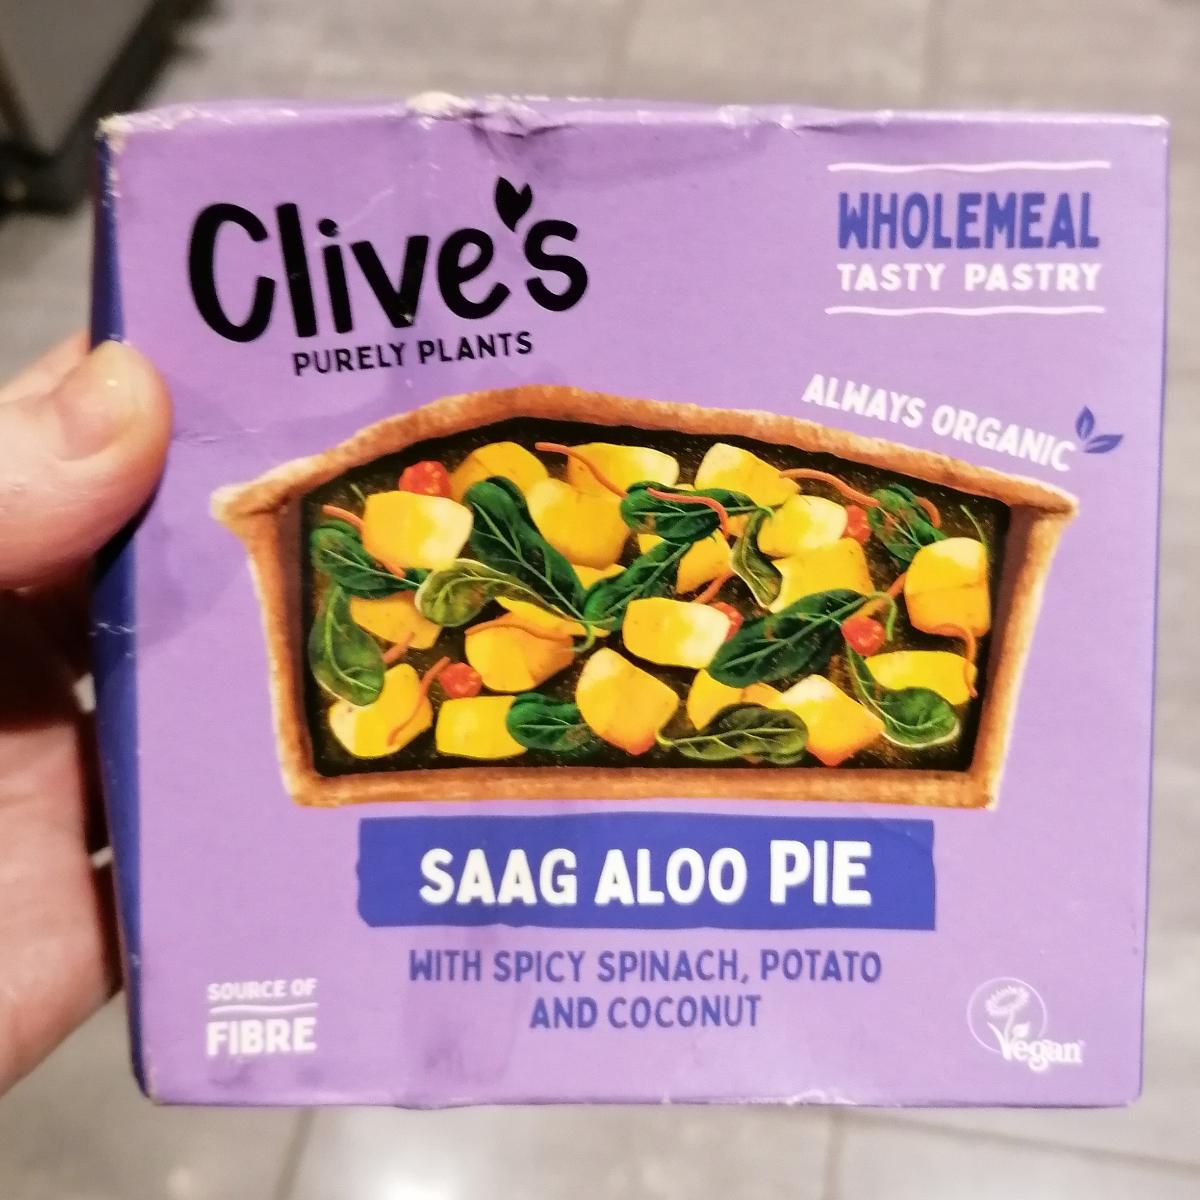 Clive's
PURELY PLANTS
WHOLEMEAL
TASTY PASTRY
ALWAYS ORGANIC
SAAG ALOO PIE
WITH SPICY SPINACH, POTATO
AND COCONUT
SOURCE OF
FIBRE
Vegan